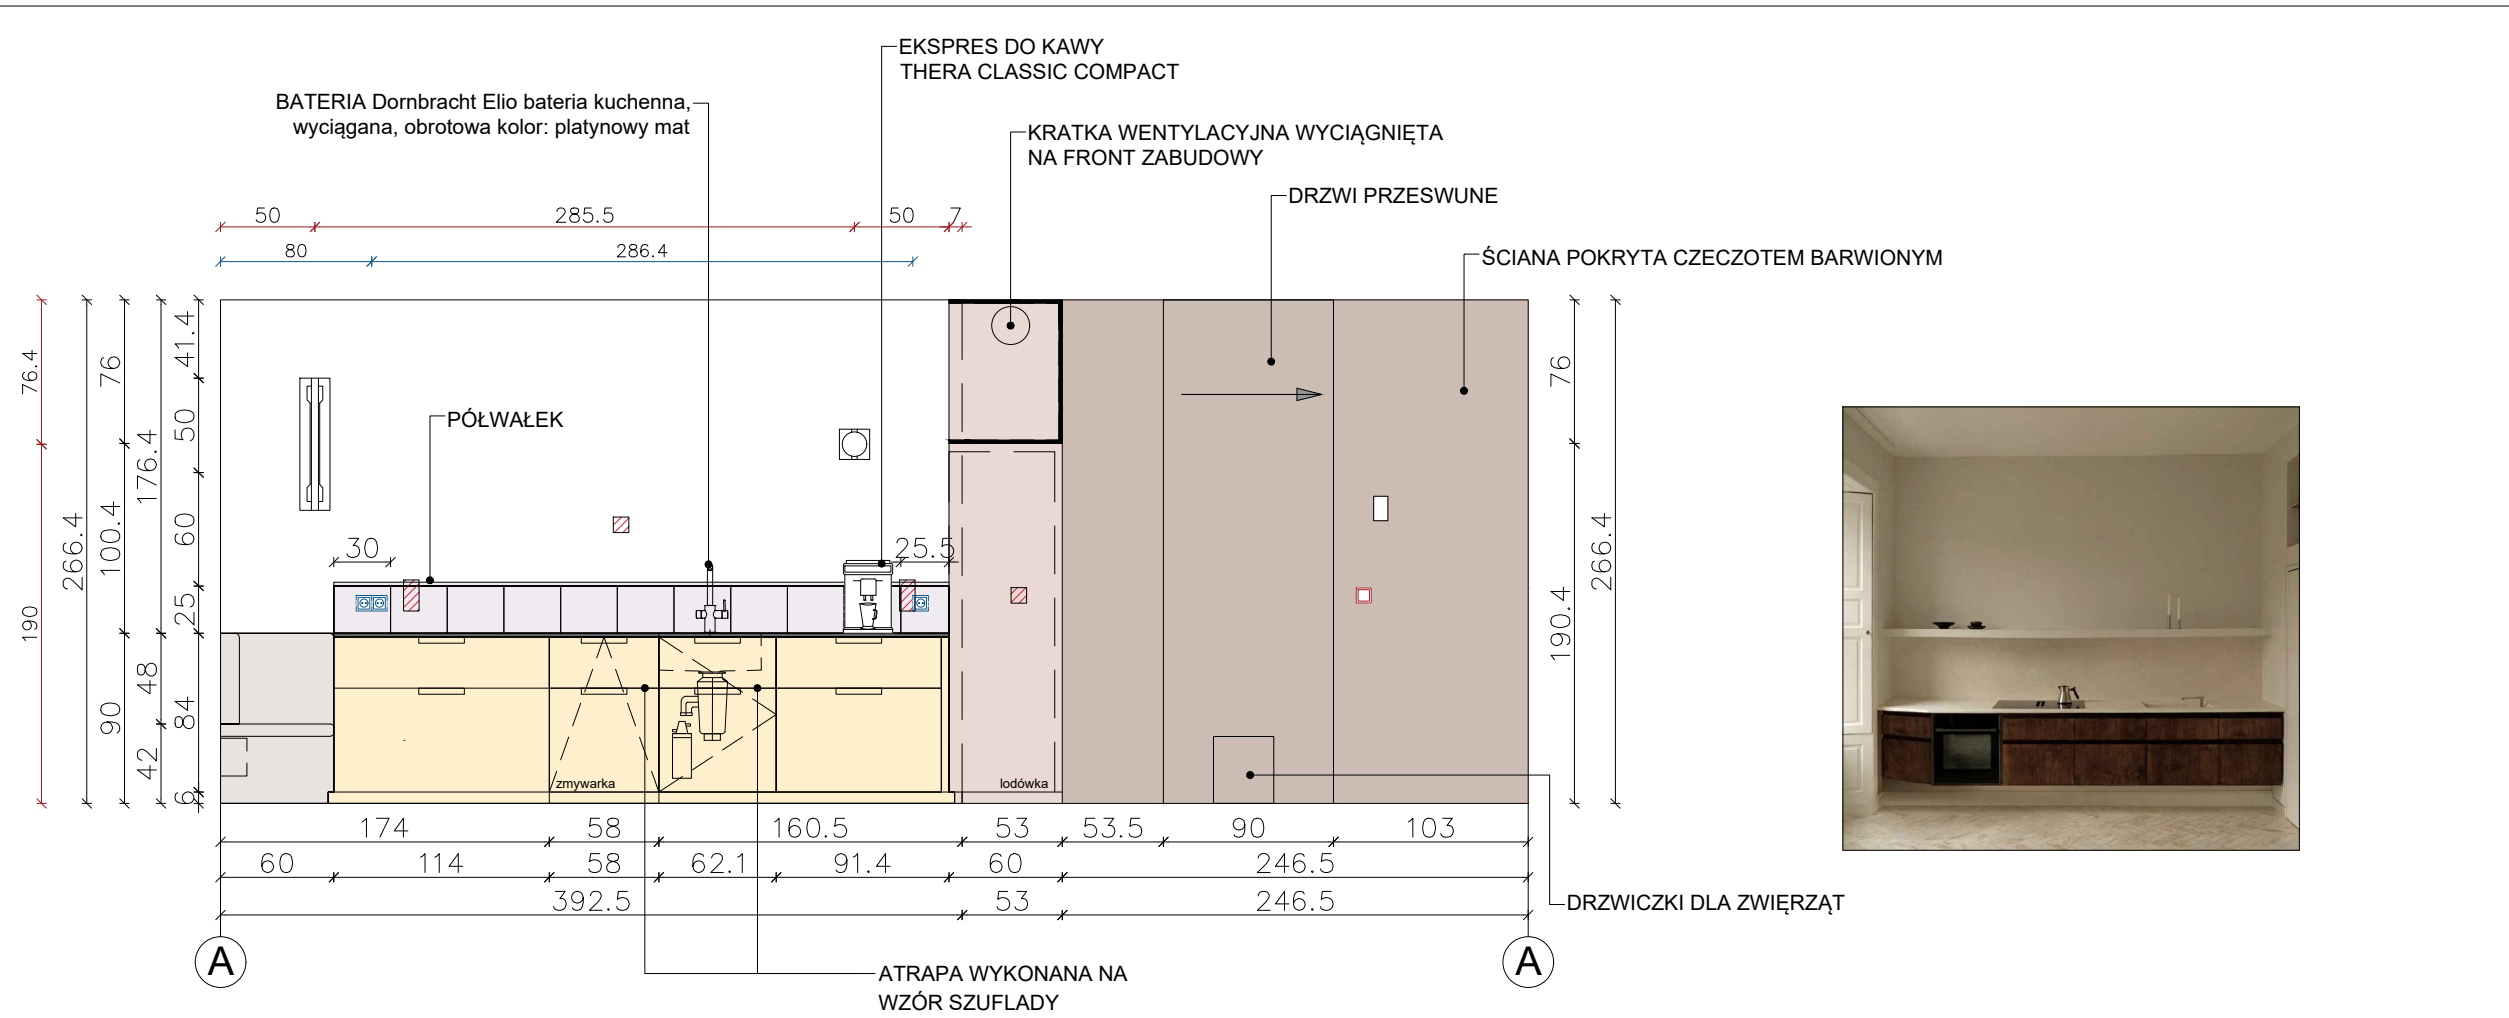 EKSPRES DO KAWY
THERA CLASSIC COMPACT
BATERIA Dornbracht Elio bateria kuchenna,
wyciągana, obrotowa kolor: platynowy mat
KRATKA WENTYLACYJNA WYCIĄGNIĘTA
NA FRONT ZABUDOWY
DRZWI PRZESWUNE
50 285.5 50 7
80 286.4
ŚCIANA POKRYTA CZECZOTEM BARWIONYM
76.4
190
266.4
76
100.4
90
176.4
48
42
41.4
50
60
25
84
6
PÓŁWAŁEK
30
25.5
76
190.4
266.4
zmywarka
lodówka
174 58 160.5 53 53.5 90 103
60 114 58 62.1 91.4 60 246.5
392.5 53 246.5
DRZWICZKI DLA ZWIĘRZĄT
A
A
ATRAPA WYKONANA NA
WZÓR SZUFLADY